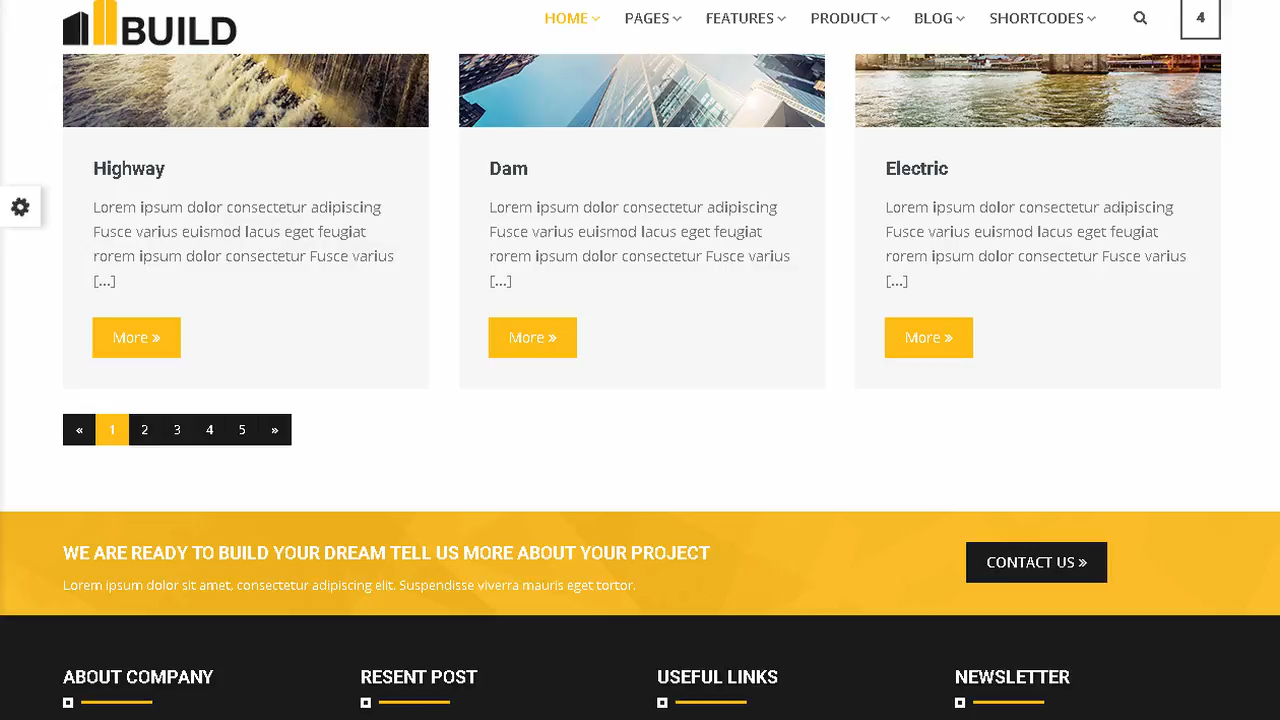 BUILD
HOME PAGES FEATURES PRODUCT BLOG SHORTCODES 4
Highway
Lorem ipsum dolor consectetur adipiscing
Fusce varius euismod lacus eget feugiat
rorem ipsum dolor consectetur Fusce varius
[...]
More »
Dam
Lorem ipsum dolor consectetur adipiscing
Fusce varius euismod lacus eget feugiat
rorem ipsum dolor consectetur Fusce varius
[...]
More »
Electric
Lorem ipsum dolor consectetur adipiscing
Fusce varius euismod lacus eget feugiat
rorem ipsum dolor consectetur Fusce varius
[...]
More »
« 1 2 3 4 5 »
WE ARE READY TO BUILD YOUR DREAM TELL US MORE ABOUT YOUR PROJECT
Lorem ipsum dolor sit amet, consectetur adipiscing elit. Suspendisse viverra mauris eget tortor.
CONTACT US »
ABOUT COMPANY
RESENT POST
USEFUL LINKS
NEWSLETTER